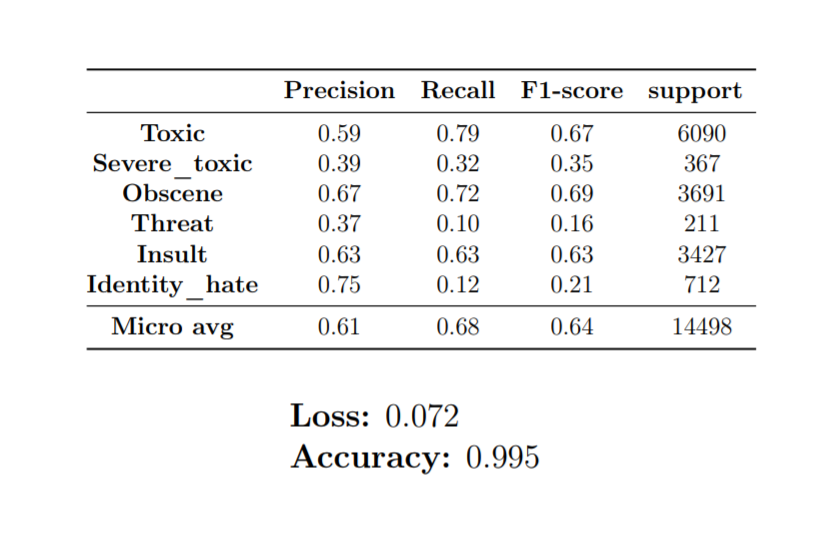 Precision Recall F1-score support
Toxic 0.59 0.79 0.67 6090
Severe_toxic 0.39 0.32 0.35 367
Obscene 0.67 0.72 0.69 3691
Threat 0.37 0.10 0.16 211
Insult 0.63 0.63 0.63 3427
Identity_hate 0.75 0.12 0.21 712
Micro avg 0.61 0.68 0.64 14498
Loss: 0.072
Accuracy: 0.995